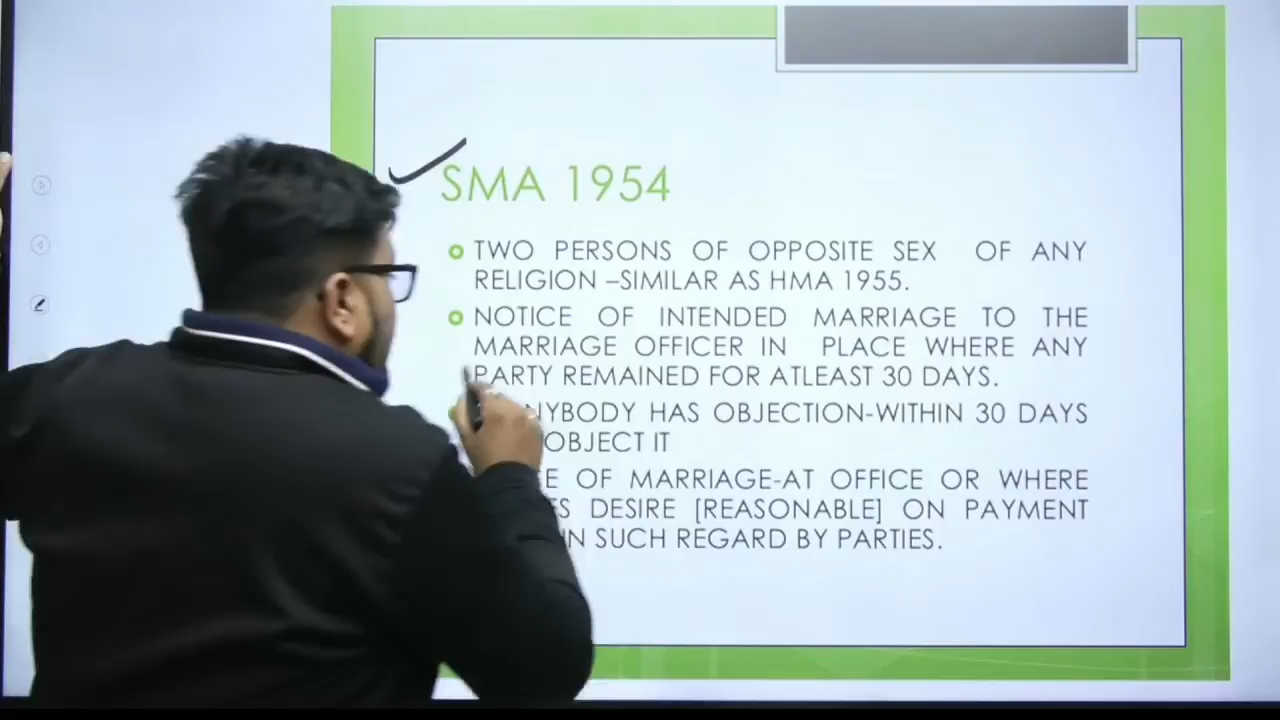 SMA 1954
TWO PERSONS OF OPPOSITE SEX OF ANY
RELIGION –SIMILAR AS HMA 1955.
NOTICE OF INTENDED MARRIAGE TO THE
MARRIAGE OFFICER IN PLACE WHERE ANY
PARTY REMAINED FOR ATLEAST 30 DAYS.
HAS OBJECTION-WITHIN 30 DAYS
OBJECT IT
OF MARRIAGE-AT OFFICE OR WHERE
DESIRE [REASONABLE] ON PAYMENT
IN SUCH REGARD BY PARTIES.